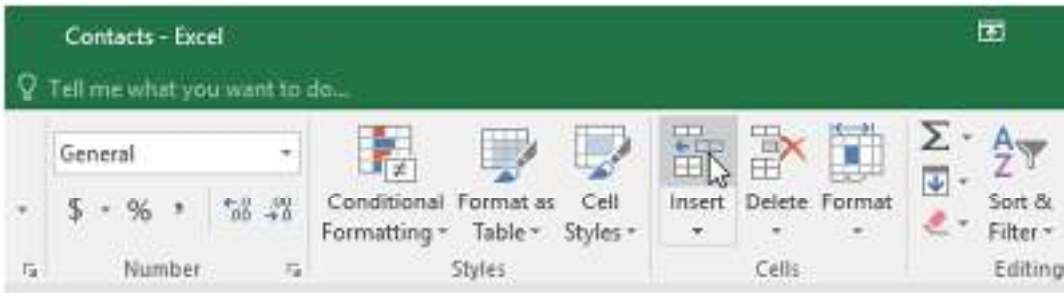 Contacts - Excel
Tell me what you want to do...
General
$ % ,
Conditional Formatting
Format as Table
Cell Styles
Insert
Delete
Format
Sort & Filter
Number
Styles
Cells
Editing